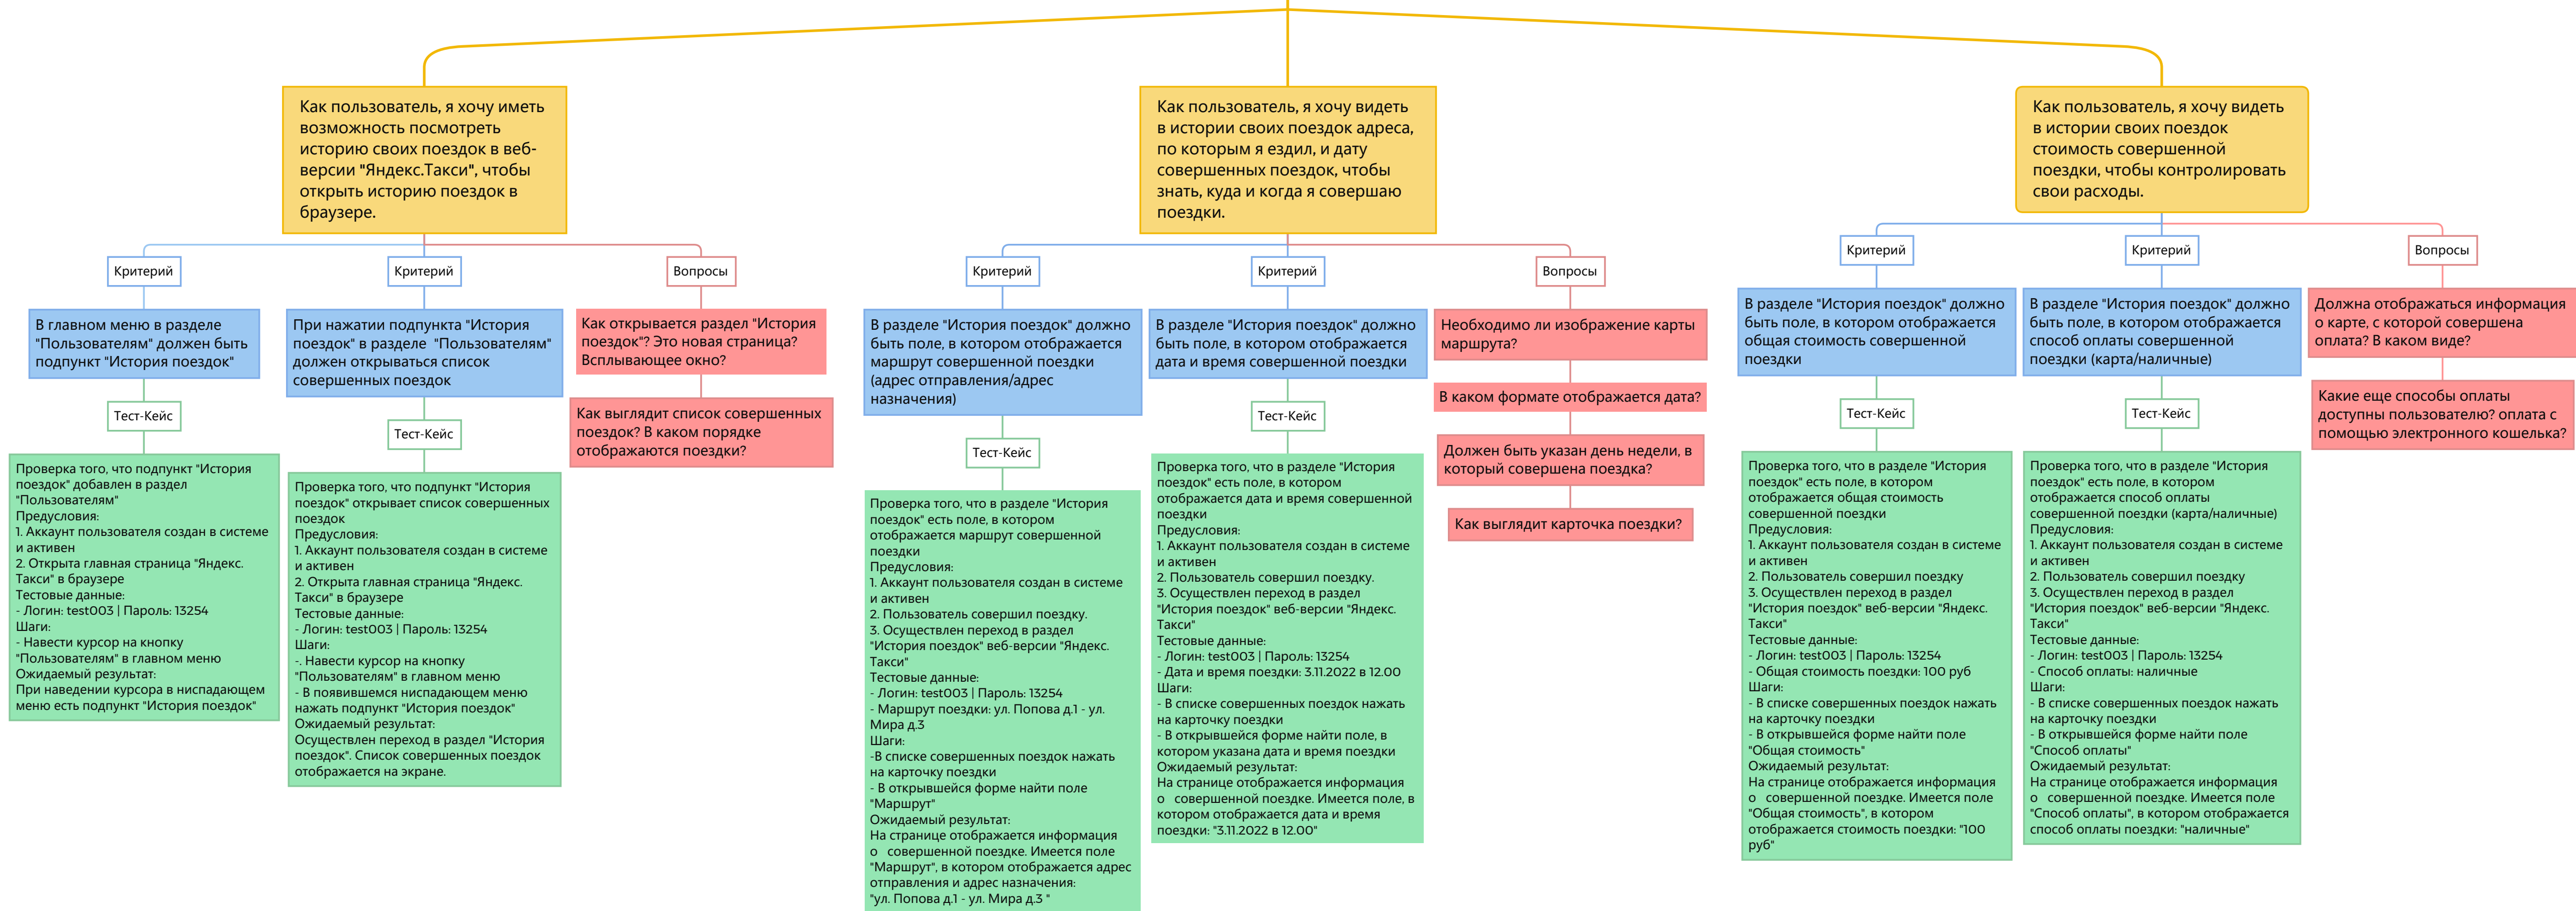 Как пользователь, я хочу иметь
возможность посмотреть
историю своих поездок в веб-
версии "Яндекс.Такси", чтобы
открыть историю поездок в
браузере.
Критерий
В главном меню в разделе
"Пользователям" должен быть
подпункт "История поездок"
Тест-Кейс
Проверка того, что подпункт "История
поездок" добавлен в раздел
"Пользователям"
Предусловия:
1. Аккаунт пользователя создан в системе
и активен
2. Открыта главная страница "Яндекс.
Такси" в браузере
Тестовые данные:
- Логин: test003 | Пароль: 13254
Шаги:
- Навести курсор на кнопку
"Пользователям" в главном меню
Ожидаемый результат:
При наведении курсора в ниспадающем
меню есть подпункт "История поездок"
Критерий
При нажатии подпункта "История
поездок" в разделе  "Пользователям"
должен открываться список
совершенных поездок
Тест-Кейс
Проверка того, что подпункт "История
поездок" открывает список совершенных
поездок
Предусловия:
1. Аккаунт пользователя создан в системе
и активен
2. Открыта главная страница "Яндекс.
Такси" в браузере
Тестовые данные:
- Логин: test003 | Пароль: 13254
Шаги:
-. Навести курсор на кнопку
"Пользователям" в главном меню
- В появившемся ниспадающем меню
нажать подпункт "История поездок"
Ожидаемый результат:
Осуществлен переход в раздел "История
поездок". Список совершенных поездок
отображается на экране.
Вопросы
Как открывается раздел "История
поездок"? Это новая страница?
Всплывающее окно?
Как выглядит список совершенных
поездок? В каком порядке
отображаются поездки?
Как пользователь, я хочу видеть
в истории своих поездок адреса,
по которым я ездил, и дату
совершенных поездок, чтобы
знать, куда и когда я совершаю
поездки.
Критерий
В разделе "История поездок" должно
быть поле, в котором отображается
маршрут совершенной поездки
(адрес отправления/адрес
назначения)
Тест-Кейс
Проверка того, что в разделе "История
поездок" есть поле, в котором
отображается маршрут совершенной
поездки
Предусловия:
1. Аккаунт пользователя создан в системе
и активен
2. Пользователь совершил поездку.
3. Осуществлен переход в раздел
"История поездок" веб-версии "Яндекс.
Такси"
Тестовые данные:
- Логин: test003 | Пароль: 13254
- Маршрут поездки: ул. Попова д.1 - ул.
Мира д.3
Шаги:
-В списке совершенных поездок нажать
на карточку поездки
- В открывшейся форме найти поле
"Маршрут"
Ожидаемый результат:
На странице отображается информация
о   совершенной поездке. Имеется поле
"Маршрут", в котором отображается адрес
отправления и адрес назначения:
"ул. Попова д.1 - ул. Мира д.3 "
Критерий
В разделе "История поездок" должно
быть поле, в котором отображается
дата и время совершенной поездки
Тест-Кейс
Проверка того, что в разделе "История
поездок" есть поле, в котором
отображается дата и время совершенной
поездки
Предусловия:
1. Аккаунт пользователя создан в системе
и активен
2. Пользователь совершил поездку.
3. Осуществлен переход в раздел
"История поездок" веб-версии "Яндекс.
Такси"
Тестовые данные:
- Логин: test003 | Пароль: 13254
- Дата и время поездки: 3.11.2022 в 12.00
Шаги:
- В списке совершенных поездок нажать
на карточку поездки
- В открывшейся форме найти поле, в
котором указана дата и время поездки
Ожидаемый результат:
На странице отображается информация
о   совершенной поездке. Имеется поле, в
котором отображается дата и время
поездки: "3.11.2022 в 12.00"
Вопросы
Необходимо ли изображение карты
маршрута?
В каком формате отображается дата?
Должен быть указан день недели, в
который совершена поездка?
Как выглядит карточка поездки?
Как пользователь, я хочу видеть
в истории своих поездок
стоимость совершенной
поездки, чтобы контролировать
свои расходы.
Критерий
В разделе "История поездок" должно
быть поле, в котором отображается
общая стоимость совершенной
поездки
Тест-Кейс
Проверка того, что в разделе "История
поездок" есть поле, в котором
отображается общая стоимость
совершенной поездки
Предусловия:
1. Аккаунт пользователя создан в системе
и активен
2. Пользователь совершил поездку
3. Осуществлен переход в раздел
"История поездок" веб-версии "Яндекс.
Такси"
Тестовые данные:
- Логин: test003 | Пароль: 13254
- Общая стоимость поездки: 100 руб
Шаги:
- В списке совершенных поездок нажать
на карточку поездки
- В открывшейся форме найти поле
"Общая стоимость"
Ожидаемый результат:
На странице отображается информация
о   совершенной поездке. Имеется поле
"Общая стоимость", в котором
отображается стоимость поездки: "100
руб"
Критерий
В разделе "История поездок" должно
быть поле, в котором отображается
способ оплаты совершенной
поездки (карта/наличные)
Тест-Кейс
Проверка того, что в разделе "История
поездок" есть поле, в котором
отображается способ оплаты
совершенной поездки (карта/наличные)
Предусловия:
1. Аккаунт пользователя создан в системе
и активен
2. Пользователь совершил поездку
3. Осуществлен переход в раздел
"История поездок" веб-версии "Яндекс.
Такси"
Тестовые данные:
- Логин: test003 | Пароль: 13254
- Способ оплаты: наличные
Шаги:
- В списке совершенных поездок нажать
на карточку поездки
- В открывшейся форме найти поле
"Способ оплаты"
Ожидаемый результат:
На странице отображается информация
о   совершенной поездке. Имеется поле
"Способ оплаты", в котором отображается
способ оплаты поездки: "наличные"
Вопросы
Должна отображаться информация
о карте, с которой совершена
оплата? В каком виде?
Какие еще способы оплаты
доступны пользователю? оплата с
помощью электронного кошелька?